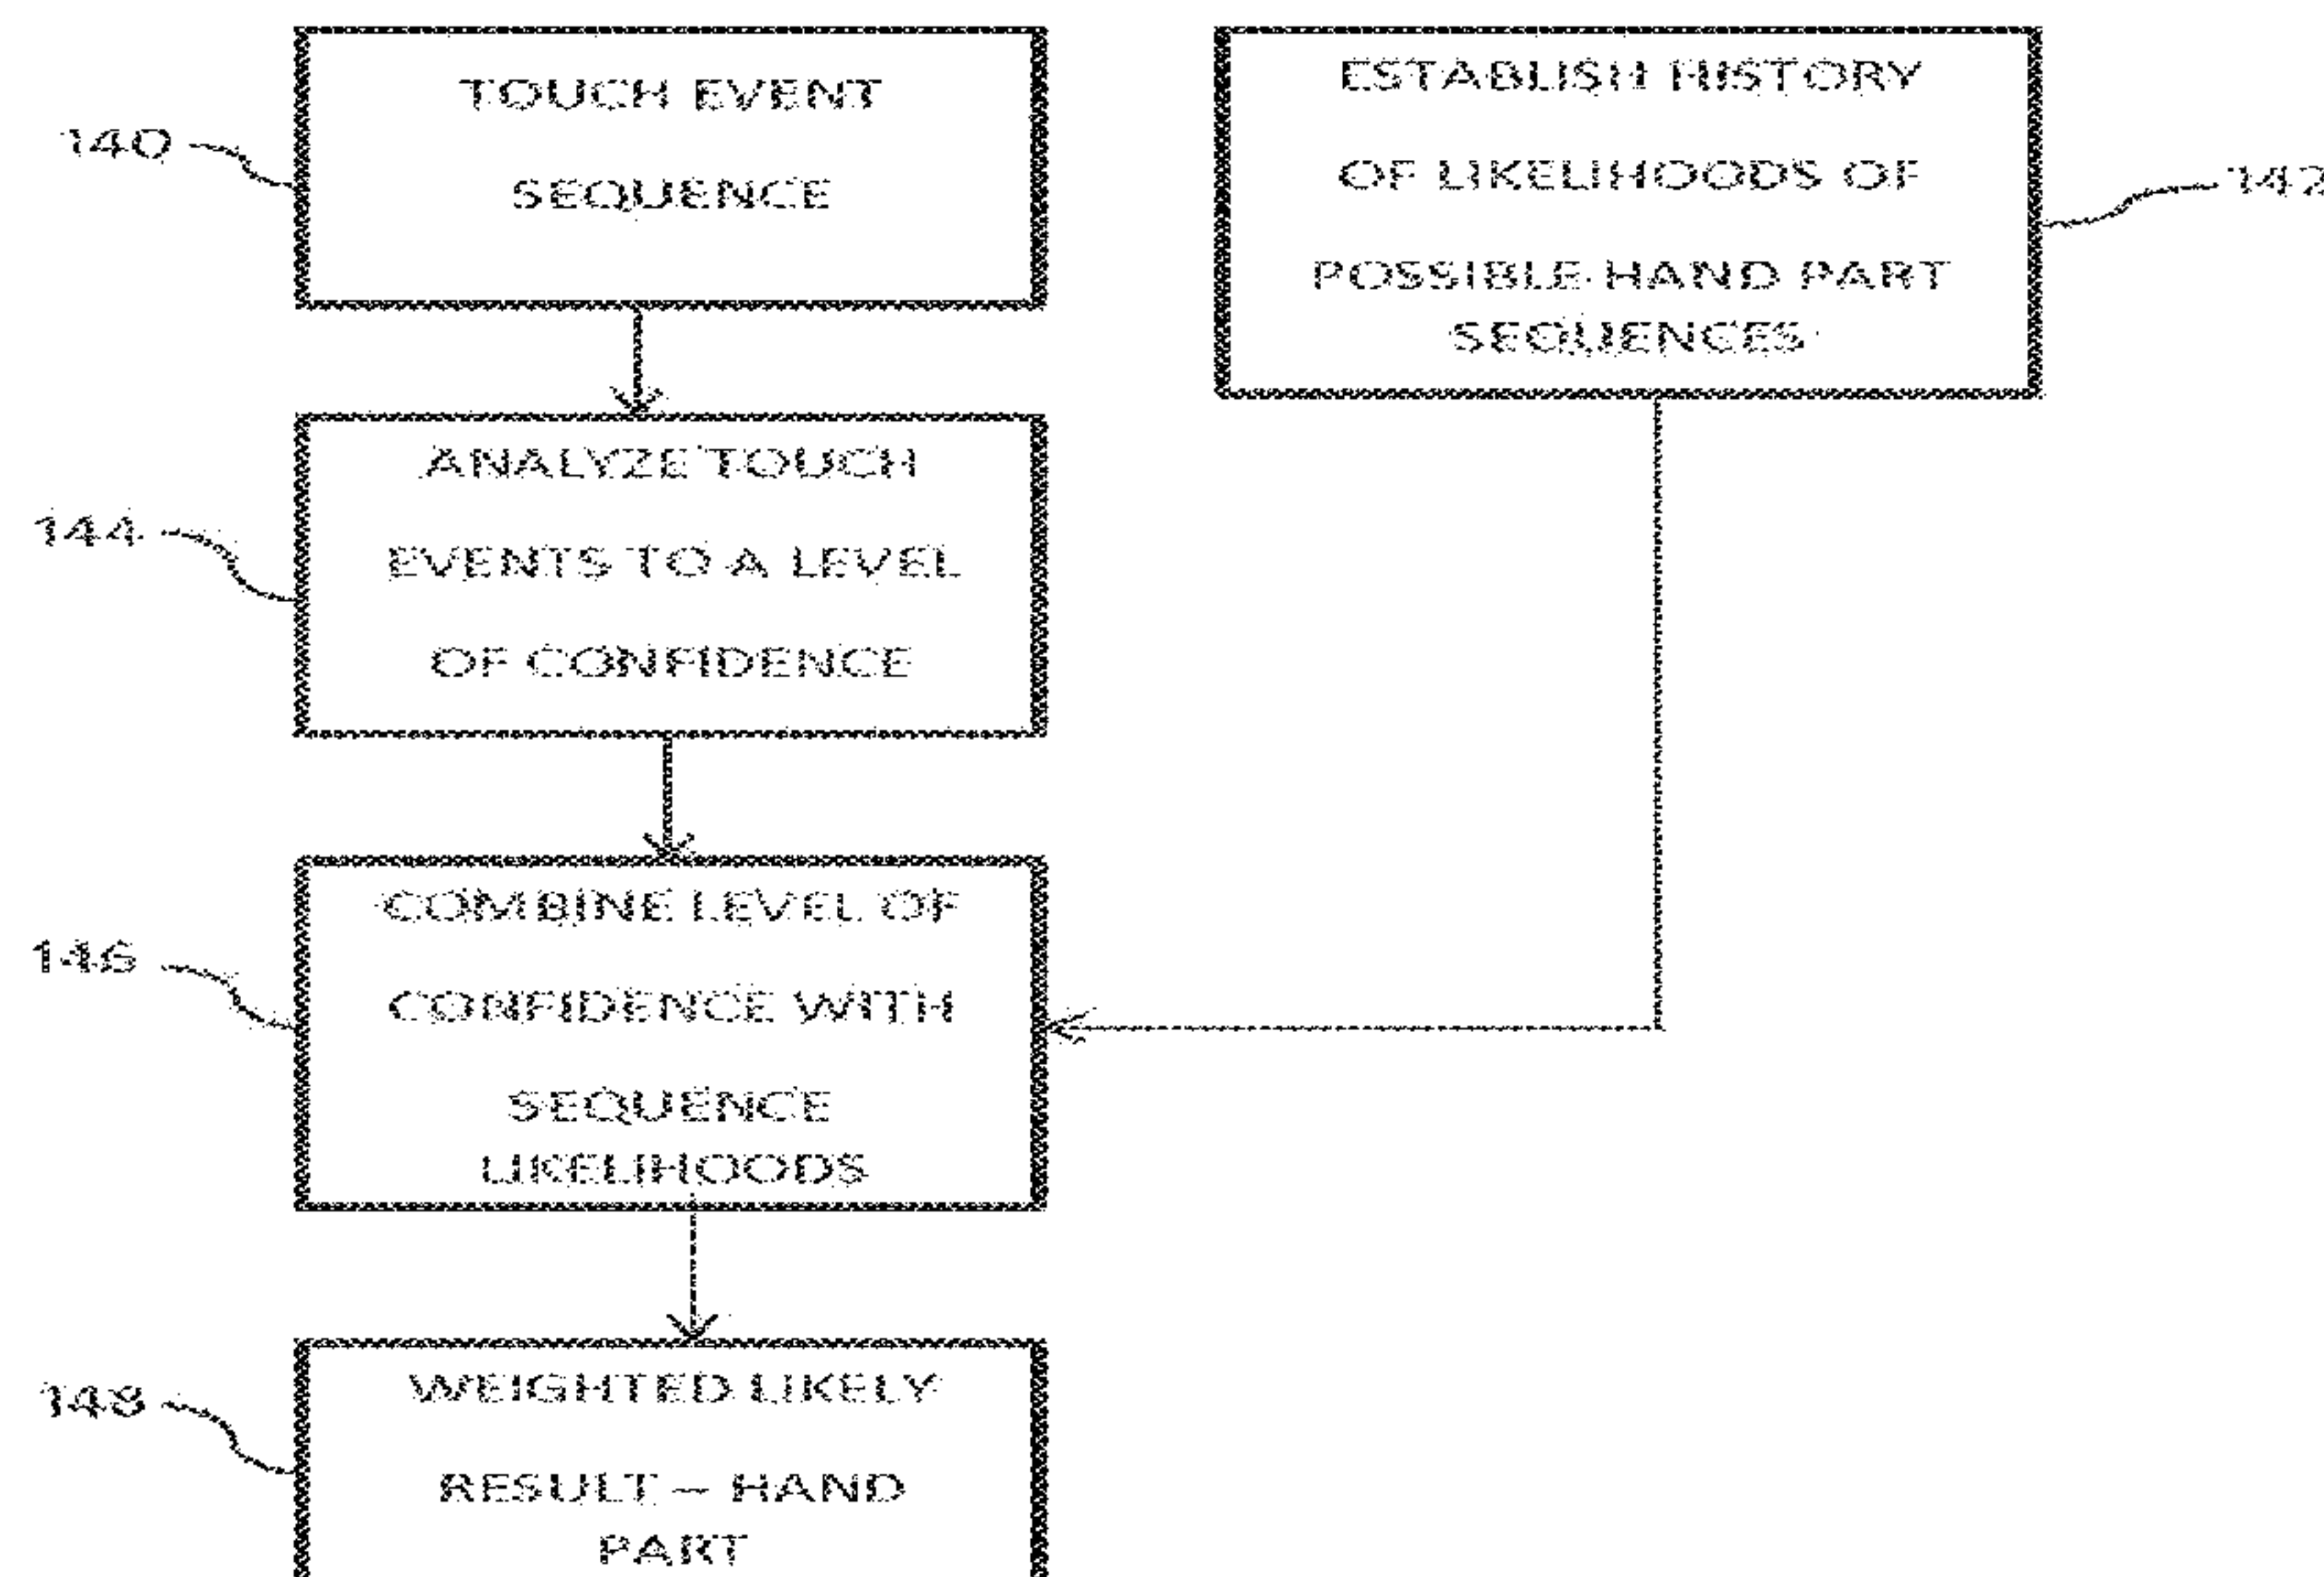 140
TOUCH EVENT
SEQUENCE
ESTABLISH HISTORY
OF LIKELIHOODS OF
POSSIBLE HAND PART
SEQUENCES
142
144
ANALYZE TOUCH
EVENTS TO A LEVEL
OF CONFIDENCE
146
COMBINE LEVEL OF
CONFIDENCE WITH
SEQUENCE
LIKELIHOODS
148
WEIGHTED LIKELY
RESULT – HAND
PART